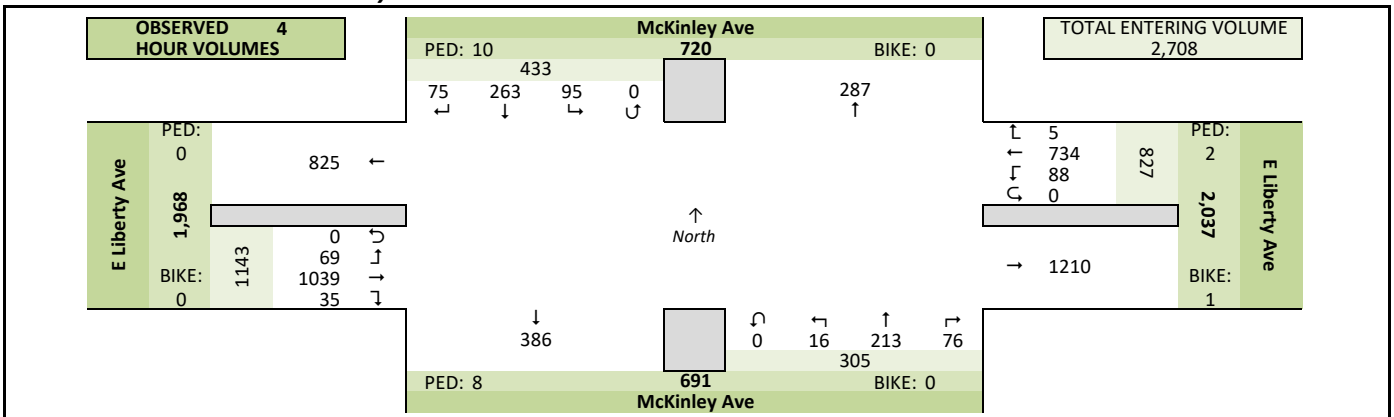 OBSERVED 4
HOUR VOLUMES
McKinley Ave
TOTAL ENTERING VOLUME
2,708
PED: 10 720 BIKE: 0
433
75 263 95 0
↵ ↓ ↳ ↺
287
↑
E Liberty Ave
PED:
0
1,968
BIKE:
0
825 ←
1143
0
69
1039 →
35
↑
North
5
← 734
88
0
827
PED:
2
2,037
BIKE:
1
E Liberty Ave
→ 1210
↓
386
↑
0 16 213 76
305
PED: 8 691 BIKE: 0
McKinley Ave